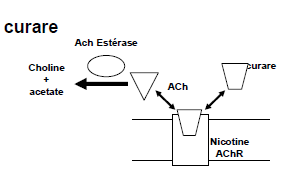 curare
Ach Estérase
Choline
+
acetate
ACh
curare
Nicotine
AChR